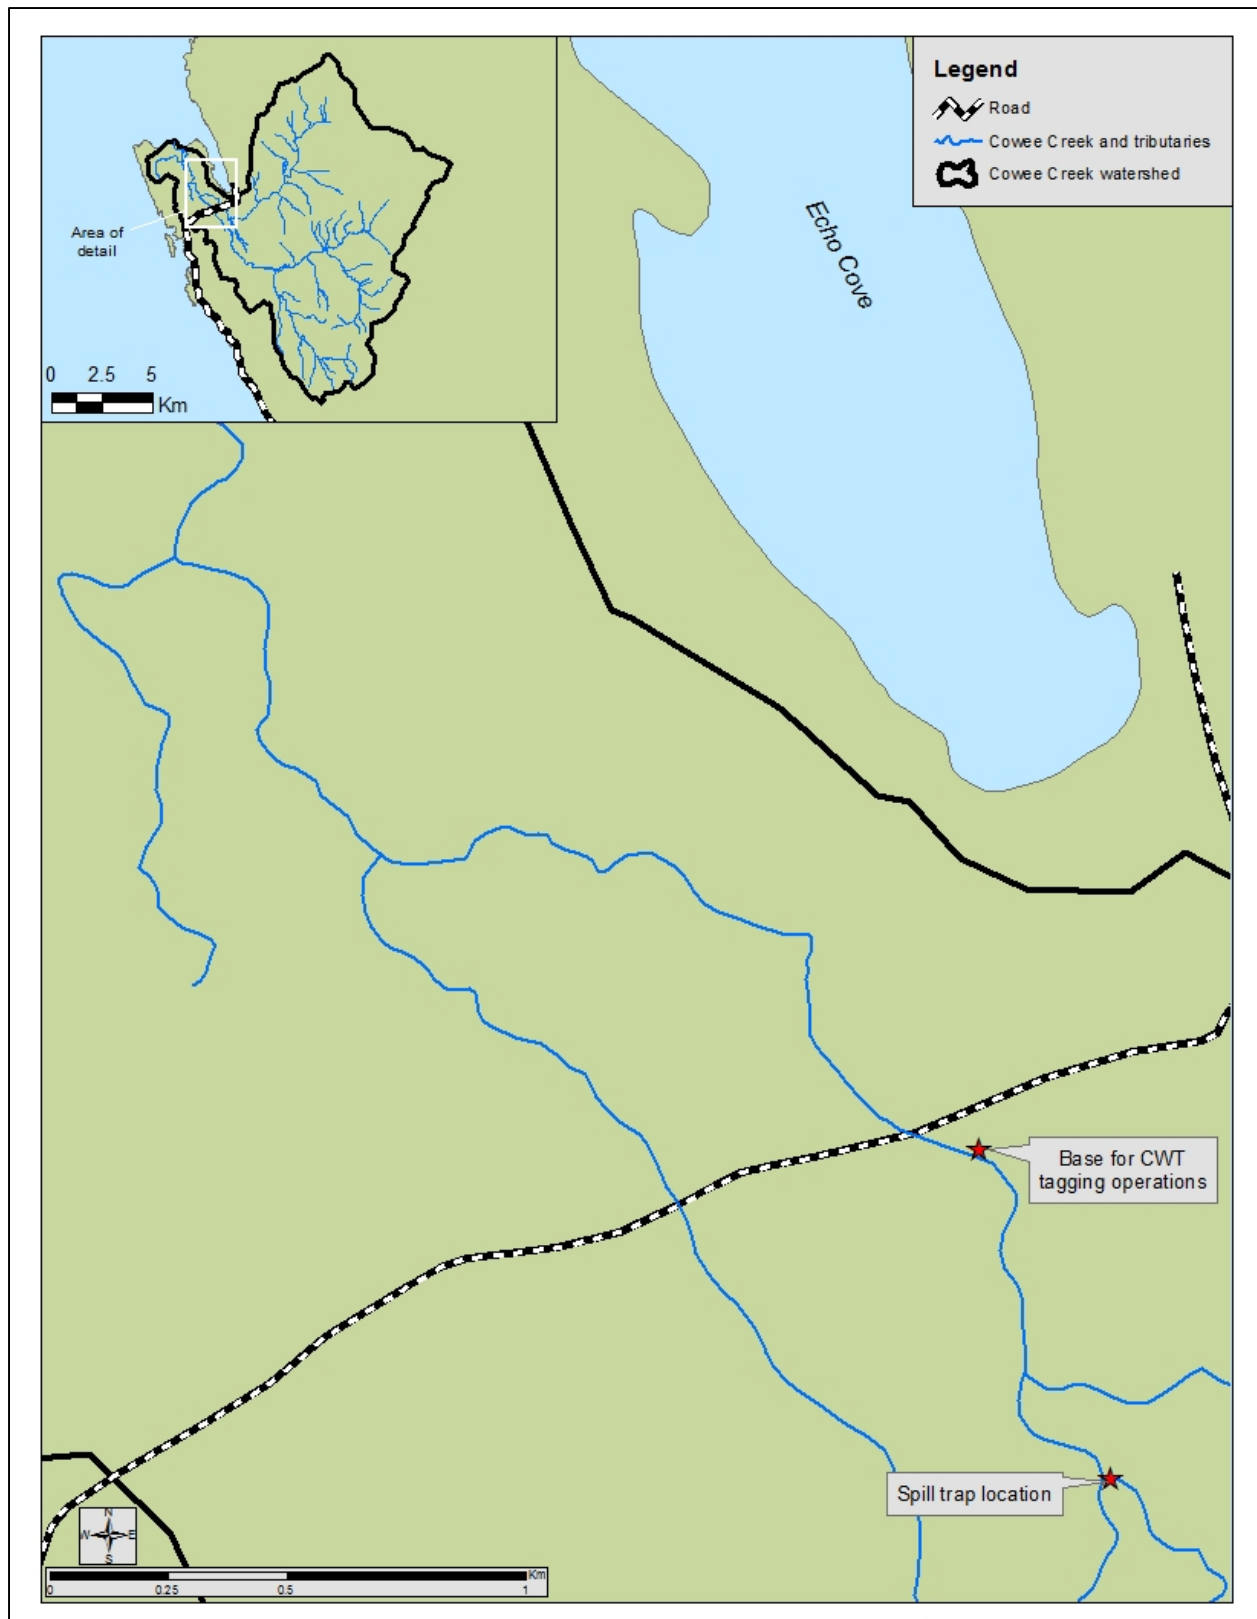 Legend
Road
Cowee Creek and tributaries
Cowee Creek watershed
Area of
detail
0 2.5 5
Km
Echo Cove
Base for CWT
tagging operations
Spill trap location
N
W E
S
Km
0 0.25 0.5 1